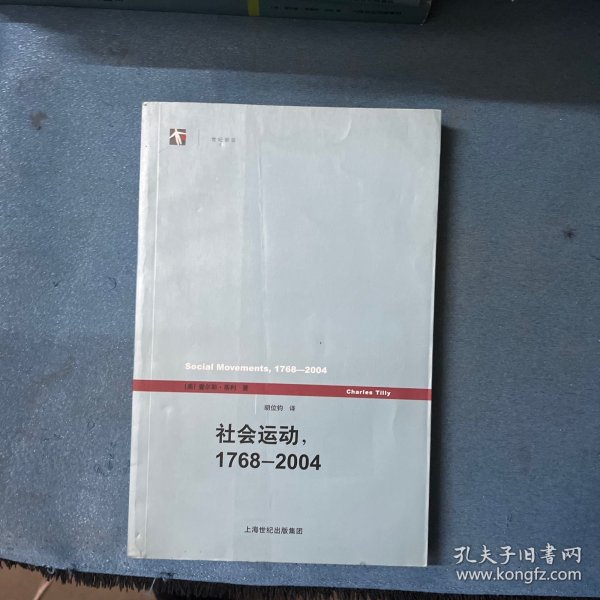 世纪前沿
Social Movements, 1768—2004
[美] 查尔斯·蒂利 著
Charles Tilly
胡位钧 译
社会运动，
1768–2004
上海世纪出版集团
孔夫子旧书网
www.kongfz.com